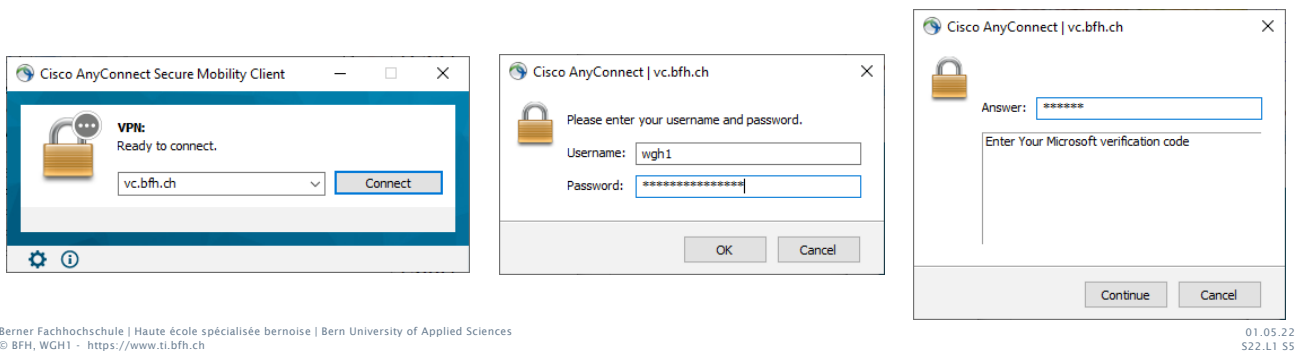 Cisco AnyConnect Secure Mobility Client
VPN:
Ready to connect.
vc.bfh.ch
Connect
Cisco AnyConnect | vc.bfh.ch
Please enter your username and password.
Username: wgh1
Password: ***************
OK Cancel
Cisco AnyConnect | vc.bfh.ch
Answer: ******
Enter Your Microsoft verification code
Continue Cancel
Berner Fachhochschule | Haute école spécialisée bernoise | Bern University of Applied Sciences
© BFH, WGH1 - https://www.ti.bfh.ch
01.05.22
S22.L1 S5